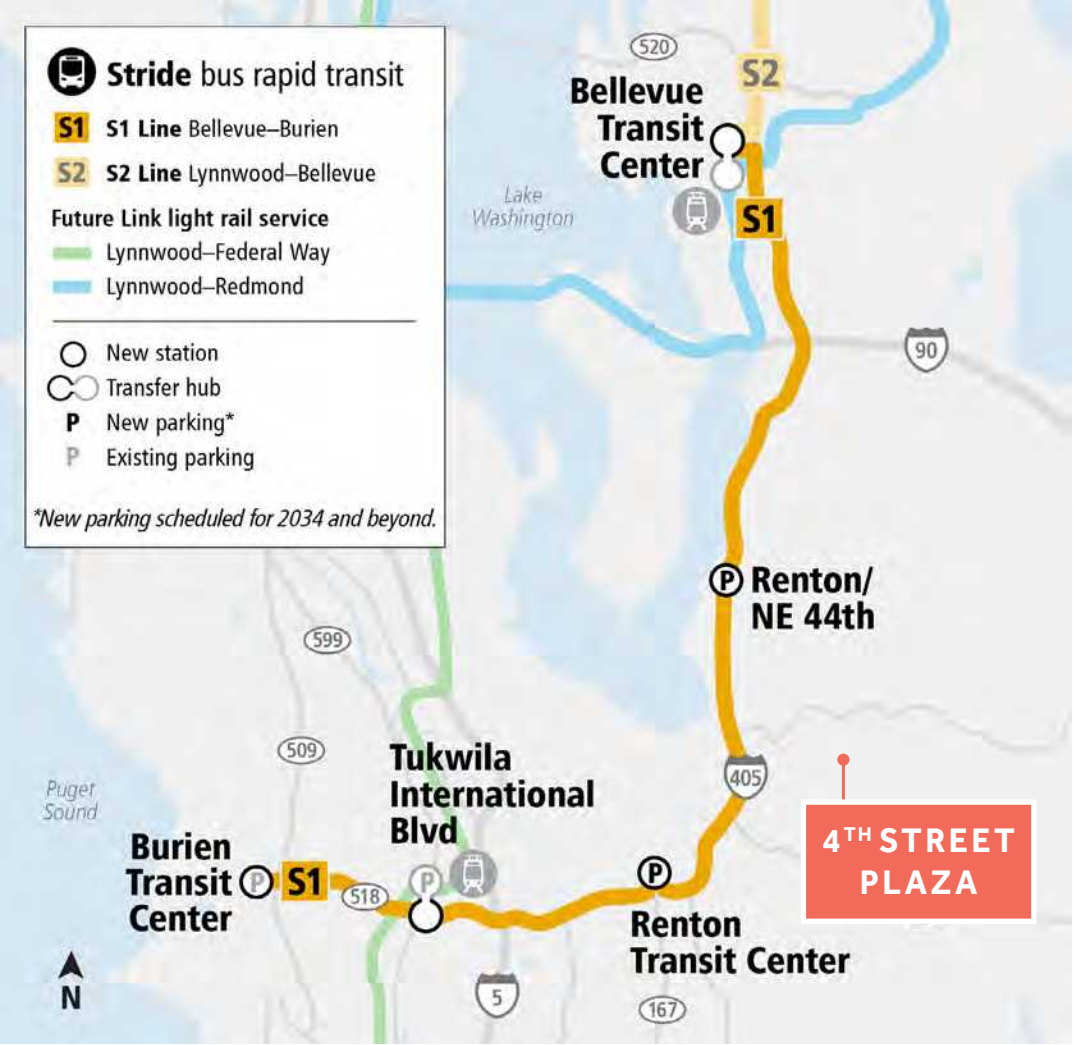 Stride bus rapid transit
S1 S1 Line Bellevue–Burien
S2 S2 Line Lynnwood–Bellevue
Future Link light rail service
Lynnwood–Federal Way
Lynnwood–Redmond
New station
Transfer hub
P New parking*
P Existing parking
*New parking scheduled for 2034 and beyond.
520
S2
Bellevue
Transit
Center
S1
Lake
Washington
90
P Renton/
NE 44th
599
509
405
Tukwila
International
Blvd
Puget
Sound
4TH STREET
PLAZA
Burien
Transit
Center
P
S1
518
P
P
Renton
Transit Center
N
5
167